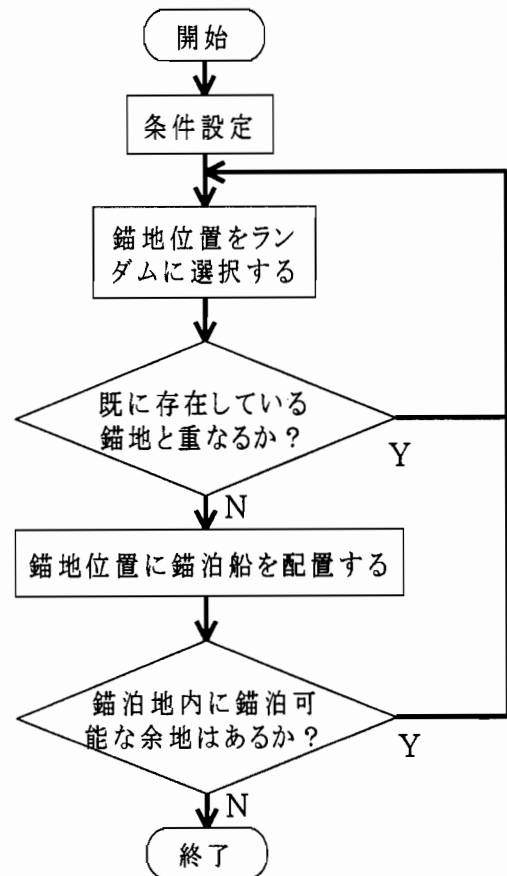 開始
条件設定
錨地位置をラン
ダムに選択する
既に存在している
錨地と重なるか？
Y
N
錨地位置に錨泊船を配置する
錨泊地内に錨泊可
能な余地はあるか？
Y
N
終了